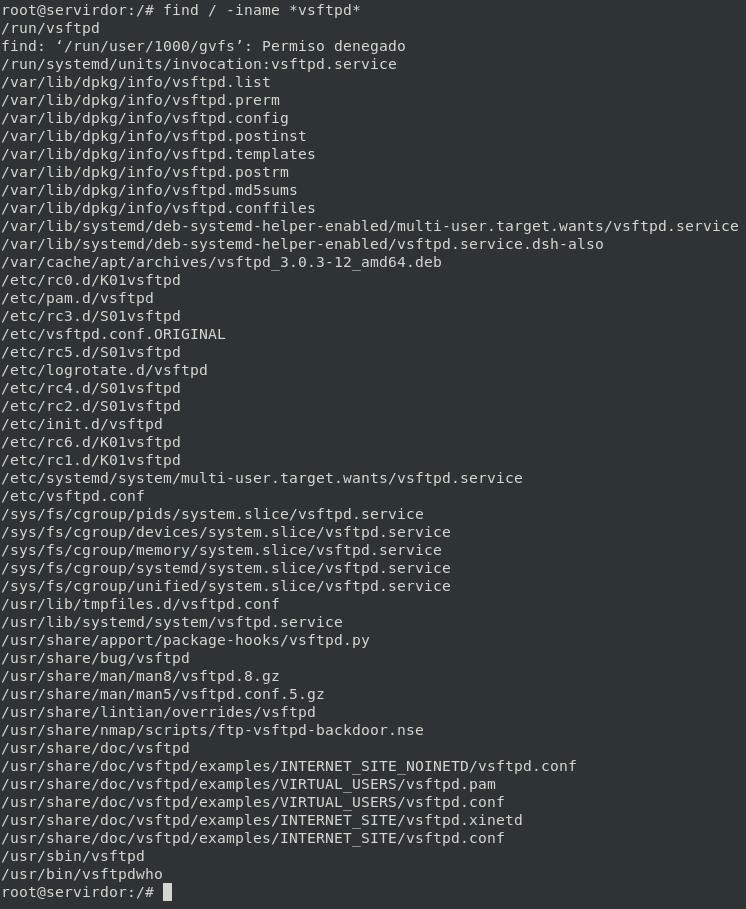 root@servirdor:/# find / -iname *vsftpd*
/run/vsftpd
find: ‘/run/user/1000/gvfs’: Permiso denegado
/run/systemd/units/invocation:vsftpd.service
/var/lib/dpkg/info/vsftpd.list
/var/lib/dpkg/info/vsftpd.prerm
/var/lib/dpkg/info/vsftpd.config
/var/lib/dpkg/info/vsftpd.postinst
/var/lib/dpkg/info/vsftpd.templates
/var/lib/dpkg/info/vsftpd.postrm
/var/lib/dpkg/info/vsftpd.md5sums
/var/lib/dpkg/info/vsftpd.conffiles
/var/lib/systemd/deb-systemd-helper-enabled/multi-user.target.wants/vsftpd.service
/var/lib/systemd/deb-systemd-helper-enabled/vsftpd.service.dsh-also
/var/cache/apt/archives/vsftpd_3.0.3-12_amd64.deb
/etc/rc0.d/K01vsftpd
/etc/pam.d/vsftpd
/etc/rc3.d/S01vsftpd
/etc/vsftpd.conf.ORIGINAL
/etc/rc5.d/S01vsftpd
/etc/logrotate.d/vsftpd
/etc/rc4.d/S01vsftpd
/etc/rc2.d/S01vsftpd
/etc/init.d/vsftpd
/etc/rc6.d/K01vsftpd
/etc/rc1.d/K01vsftpd
/etc/systemd/system/multi-user.target.wants/vsftpd.service
/etc/vsftpd.conf
/sys/fs/cgroup/pids/system.slice/vsftpd.service
/sys/fs/cgroup/devices/system.slice/vsftpd.service
/sys/fs/cgroup/memory/system.slice/vsftpd.service
/sys/fs/cgroup/systemd/system.slice/vsftpd.service
/sys/fs/cgroup/unified/system.slice/vsftpd.service
/usr/lib/tmpfiles.d/vsftpd.conf
/usr/lib/systemd/system/vsftpd.service
/usr/share/apport/package-hooks/vsftpd.py
/usr/share/bug/vsftpd
/usr/share/man/man8/vsftpd.8.gz
/usr/share/man/man5/vsftpd.conf.5.gz
/usr/share/lintian/overrides/vsftpd
/usr/share/nmap/scripts/ftp-vsftpd-backdoor.nse
/usr/share/doc/vsftpd
/usr/share/doc/vsftpd/examples/INTERNET_SITE_NOINETD/vsftpd.conf
/usr/share/doc/vsftpd/examples/VIRTUAL_USERS/vsftpd.pam
/usr/share/doc/vsftpd/examples/VIRTUAL_USERS/vsftpd.conf
/usr/share/doc/vsftpd/examples/INTERNET_SITE/vsftpd.xinetd
/usr/share/doc/vsftpd/examples/INTERNET_SITE/vsftpd.conf
/usr/sbin/vsftpd
/usr/bin/vsftpdwho
root@servirdor:/#